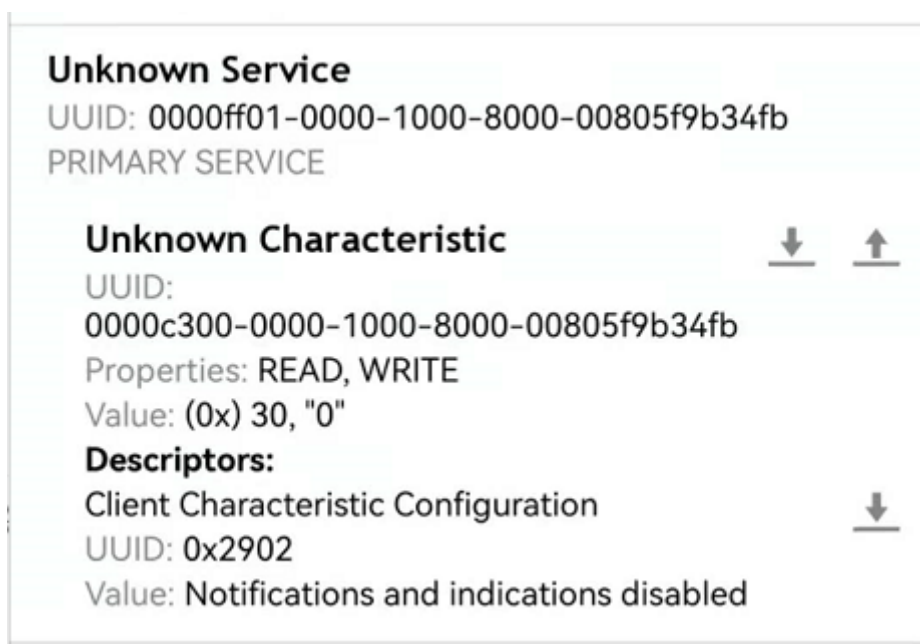 Unknown Service
UUID: 0000ff01-0000-1000-8000-00805f9b34fb
PRIMARY SERVICE
Unknown Characteristic
UUID:
0000c300-0000-1000-8000-00805f9b34fb
Properties: READ, WRITE
Value: (0x) 30, "0"
Descriptors:
Client Characteristic Configuration
UUID: 0x2902
Value: Notifications and indications disabled